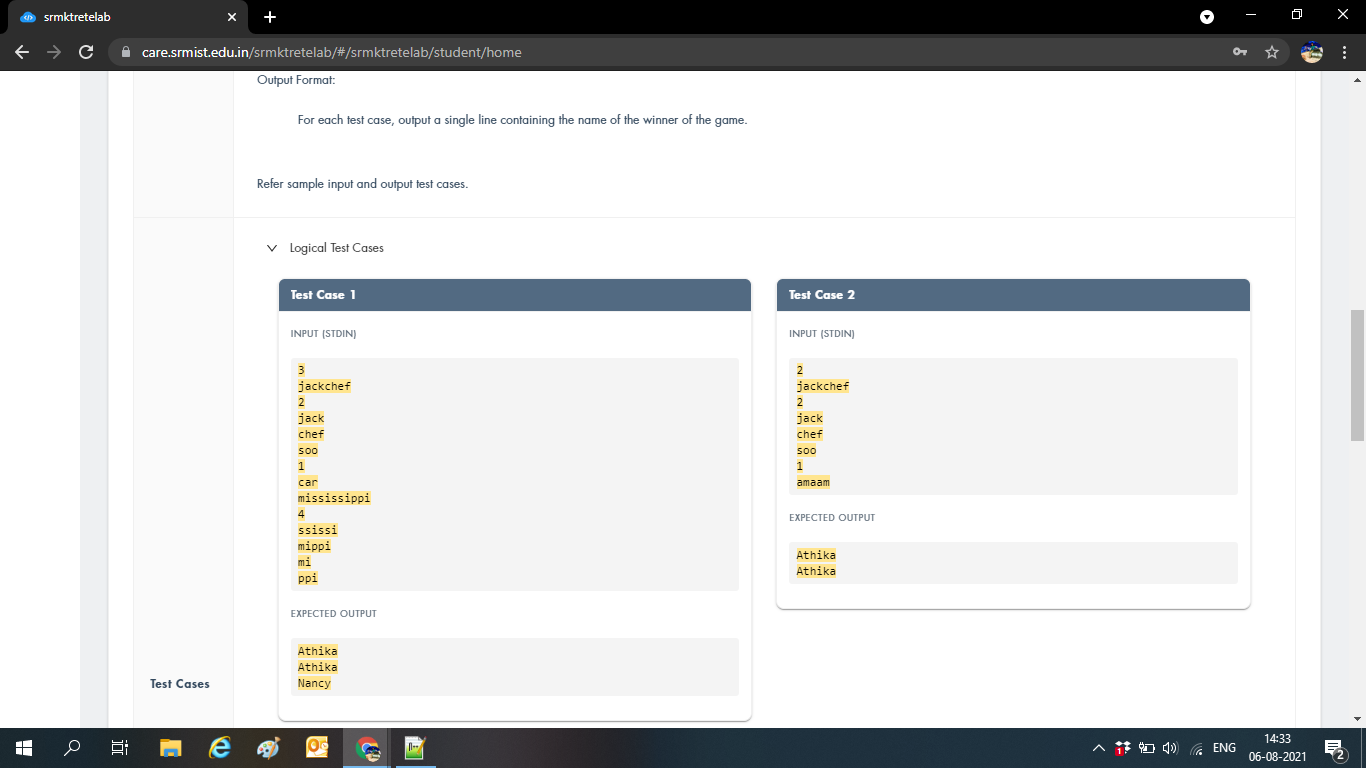 srmktretelab
care.srmist.edu.in/srmktretelab/#/srmktretelab/student/home
Output Format:
For each test case, output a single line containing the name of the winner of the game.
Refer sample input and output test cases.
Logical Test Cases
Test Cases
Test Case 1
INPUT (STDIN)
3
jackchef
2
jack
chef
soo
1
car
mississippi
4
ssissi
mippi
mi
ppi
EXPECTED OUTPUT
Athika
Athika
Nancy
Test Case 2
INPUT (STDIN)
2
jackchef
2
jack
chef
soo
1
amaam
EXPECTED OUTPUT
Athika
Athika
ENG
14:33
06-08-2021
2